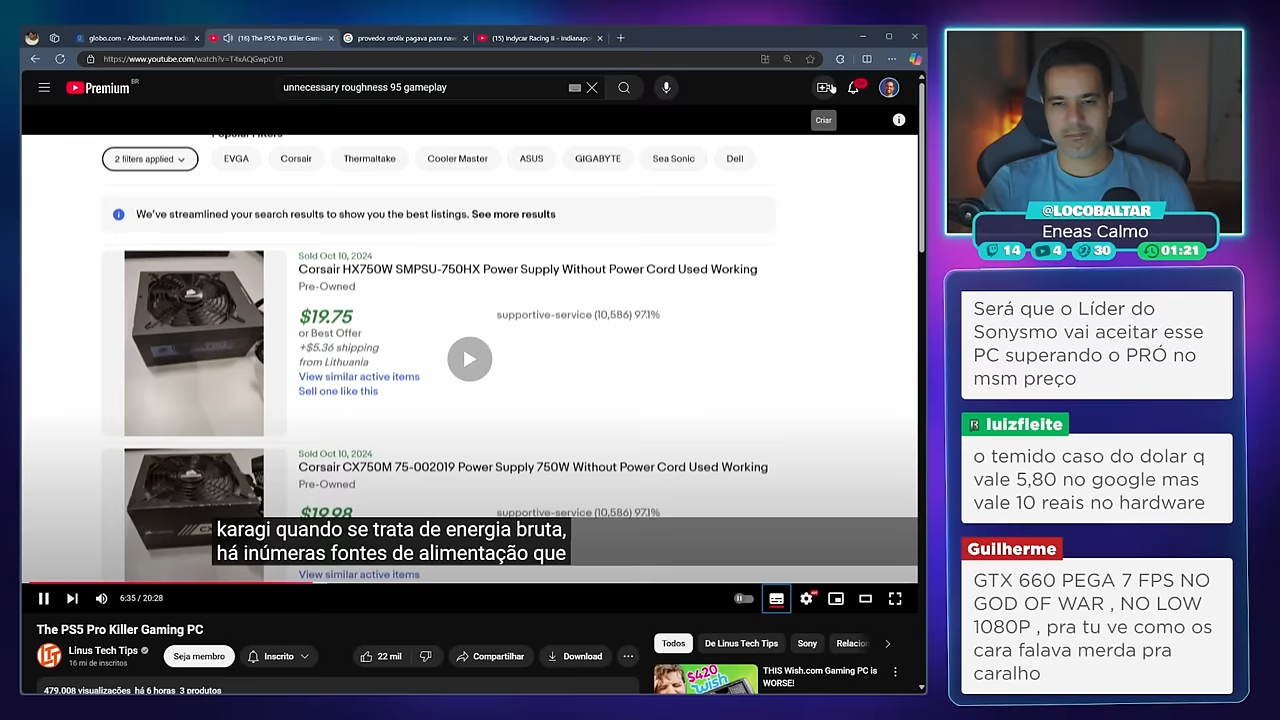 globo.com - Absolutamente tudo
(16) The PS5 Pro Killer Gami
provedor orolix pagava para nave
(15) Indycar Racing II - Indianapol
https://www.youtube.com/watch?v=T4xAQGwpO10
Premium BR
unnecessary roughness 95 gameplay
Criar
Popular Filters
2 filters applied
EVGA
Corsair
Thermaltake
Cooler Master
ASUS
GIGABYTE
Sea Sonic
Dell
We've streamlined your search results to show you the best listings. See more results
Sold Oct 10, 2024
Corsair HX750W SMPSU-750HX Power Supply Without Power Cord Used Working
Pre-Owned
$19.75
supportive-service (10,586) 97.1%
or Best Offer
+$5.36 shipping
from Lithuania
View similar active items
Sell one like this
Sold Oct 10, 2024
Corsair CX750M 75-002019 Power Supply 750W Without Power Cord Used Working
Pre-Owned
$19.98
supportive-service (10,586) 97.1%
karagi quando se trata de energia bruta,
há inúmeras fontes de alimentação que
View similar active items
6:35 / 20:28
The PS5 Pro Killer Gaming PC
Linus Tech Tips
16 mi de inscritos
Seja membro
Inscrito
22 mil
Compartilhar
Download
479.008 visualizações há 6 horas 3 produtos
Todos
De Linus Tech Tips
Sony
Relacion
$420
wish
THIS Wish.com Gaming PC is
WORSE!
@LOCOBALTAR
Eneas Calmo
14
4
30
01:21
Será que o Líder do
Sonysmo vai aceitar esse
PC superando o PRÓ no
msm preço
luizfleite
o temido caso do dolar q
vale 5,80 no google mas
vale 10 reais no hardware
Guilherme
GTX 660 PEGA 7 FPS NO
GOD OF WAR , NO LOW
1080P , pra tu ve como os
cara falava merda pra
caralho